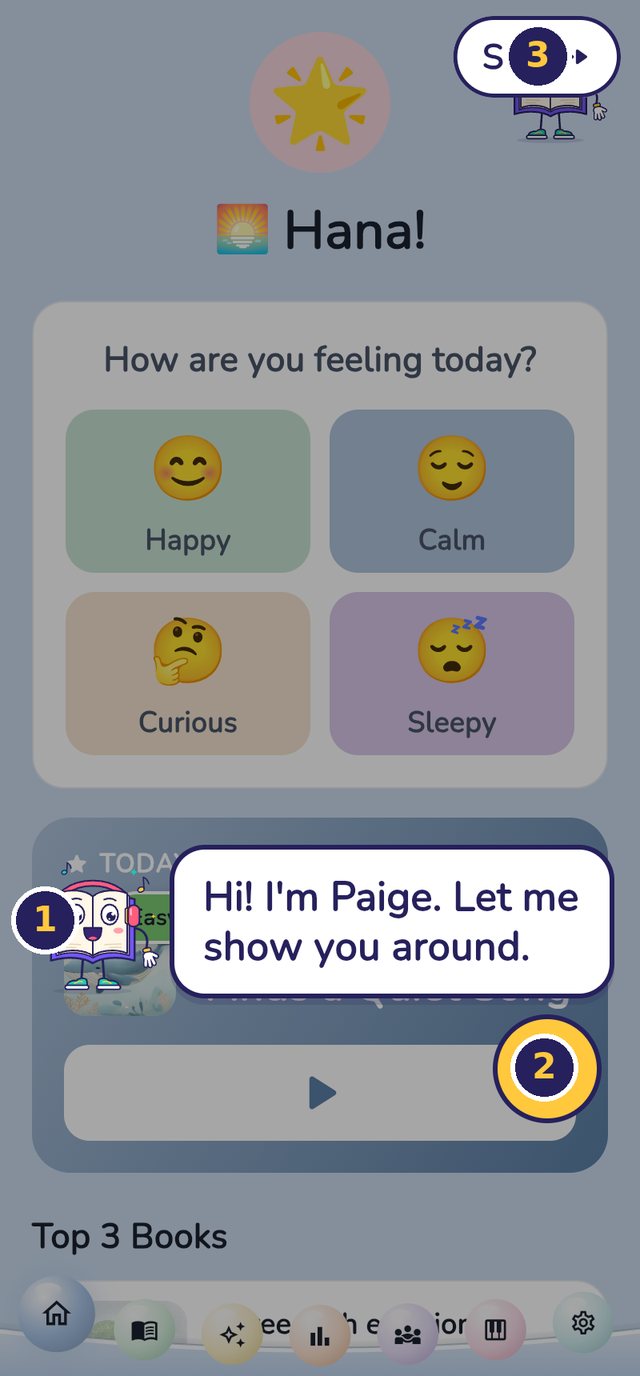 3
Hana!
How are you feeling today?
Happy
Calm
Curious
Sleepy
1
Hi! I'm Paige. Let me
show you around.
2
Top 3 Books